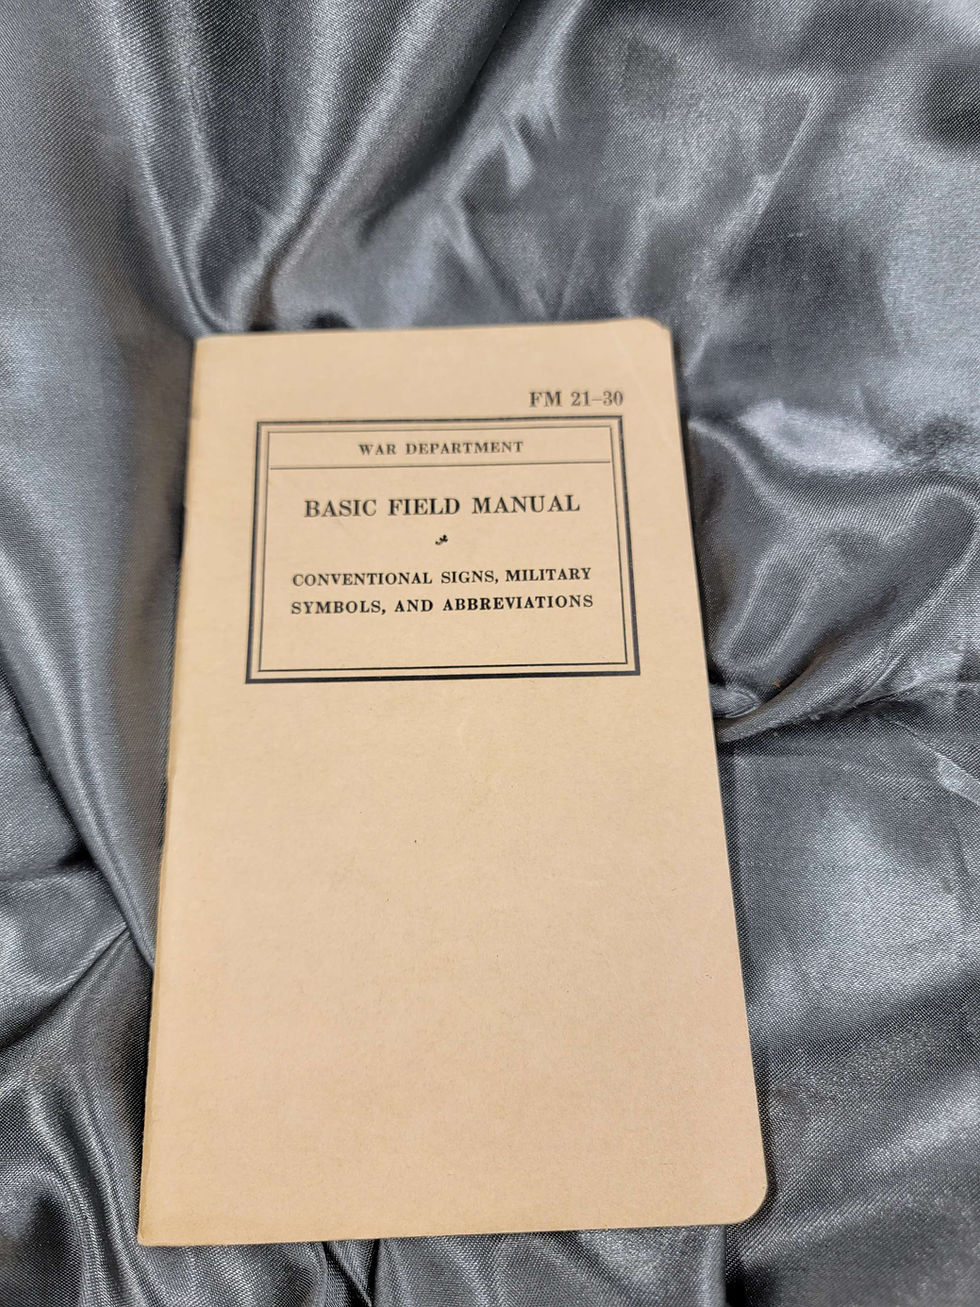 FM 21–30
WAR DEPARTMENT
BASIC FIELD MANUAL
CONVENTIONAL SIGNS, MILITARY
SYMBOLS, AND ABBREVIATIONS